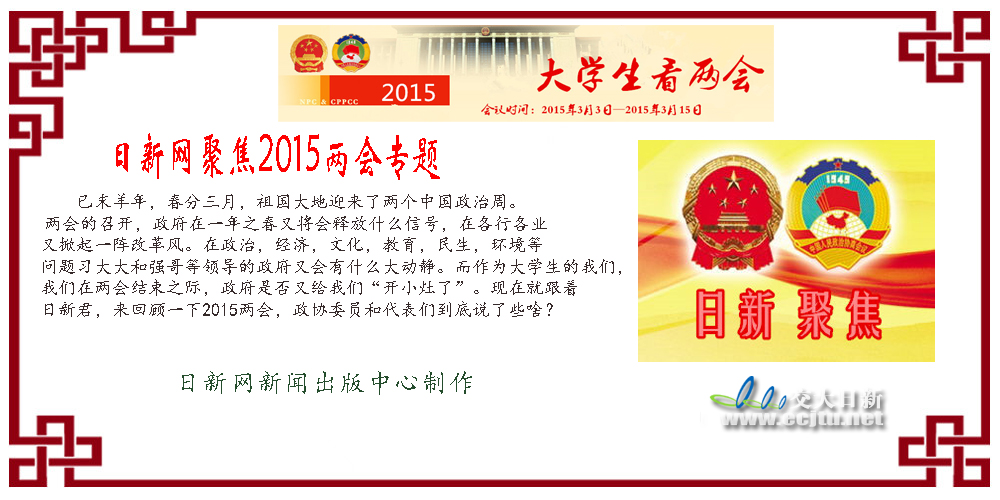 大学生看两会
2015
NPC & CPPCC
会议时间：2015年3月3日—2015年3月15日
日新网聚焦2015两会专题
已未羊年，春分三月，祖国大地迎来了两个中国政治周。
两会的召开，政府在一年之春又将会释放什么信号，在各行各业
又掀起一阵改革风。在政治，经济，文化，教育，民生，环境等
问题习大大和强哥等领导的政府又会有什么大动静。而作为大学生的我们，
我们在两会结束之际，政府是否又给我们“开小灶了”。现在就跟着
日新君，来回顾一下2015两会，政协委员和代表们到底说了些啥？
1949
中国人民政治协商会议
日新 聚焦
日新网新闻出版中心制作
交大日新
www.ecjtu.net